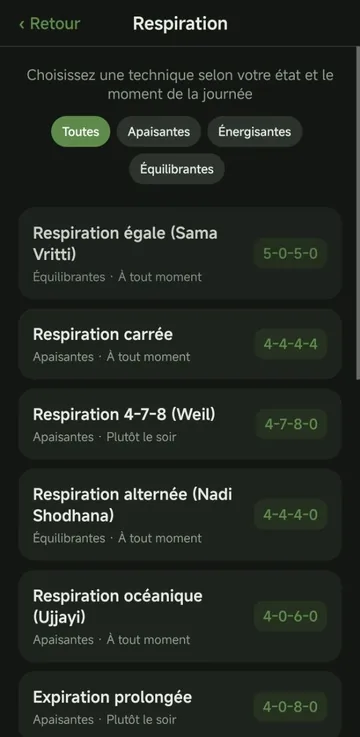 ‹ Retour
Respiration
Choisissez une technique selon votre état et le
moment de la journée
Toutes
Apaisantes
Énergisantes
Équilibrantes
Respiration égale (Sama
Vritti)
5-0-5-0
Équilibrantes · À tout moment
Respiration carrée
4-4-4-4
Apaisantes · À tout moment
Respiration 4-7-8 (Weil)
4-7-8-0
Apaisantes · Plutôt le soir
Respiration alternée (Nadi
Shodhana)
4-4-4-0
Équilibrantes · À tout moment
Respiration océanique
(Ujjayi)
4-0-6-0
Apaisantes · À tout moment
Expiration prolongée
4-0-8-0
Apaisantes · Plutôt le soir